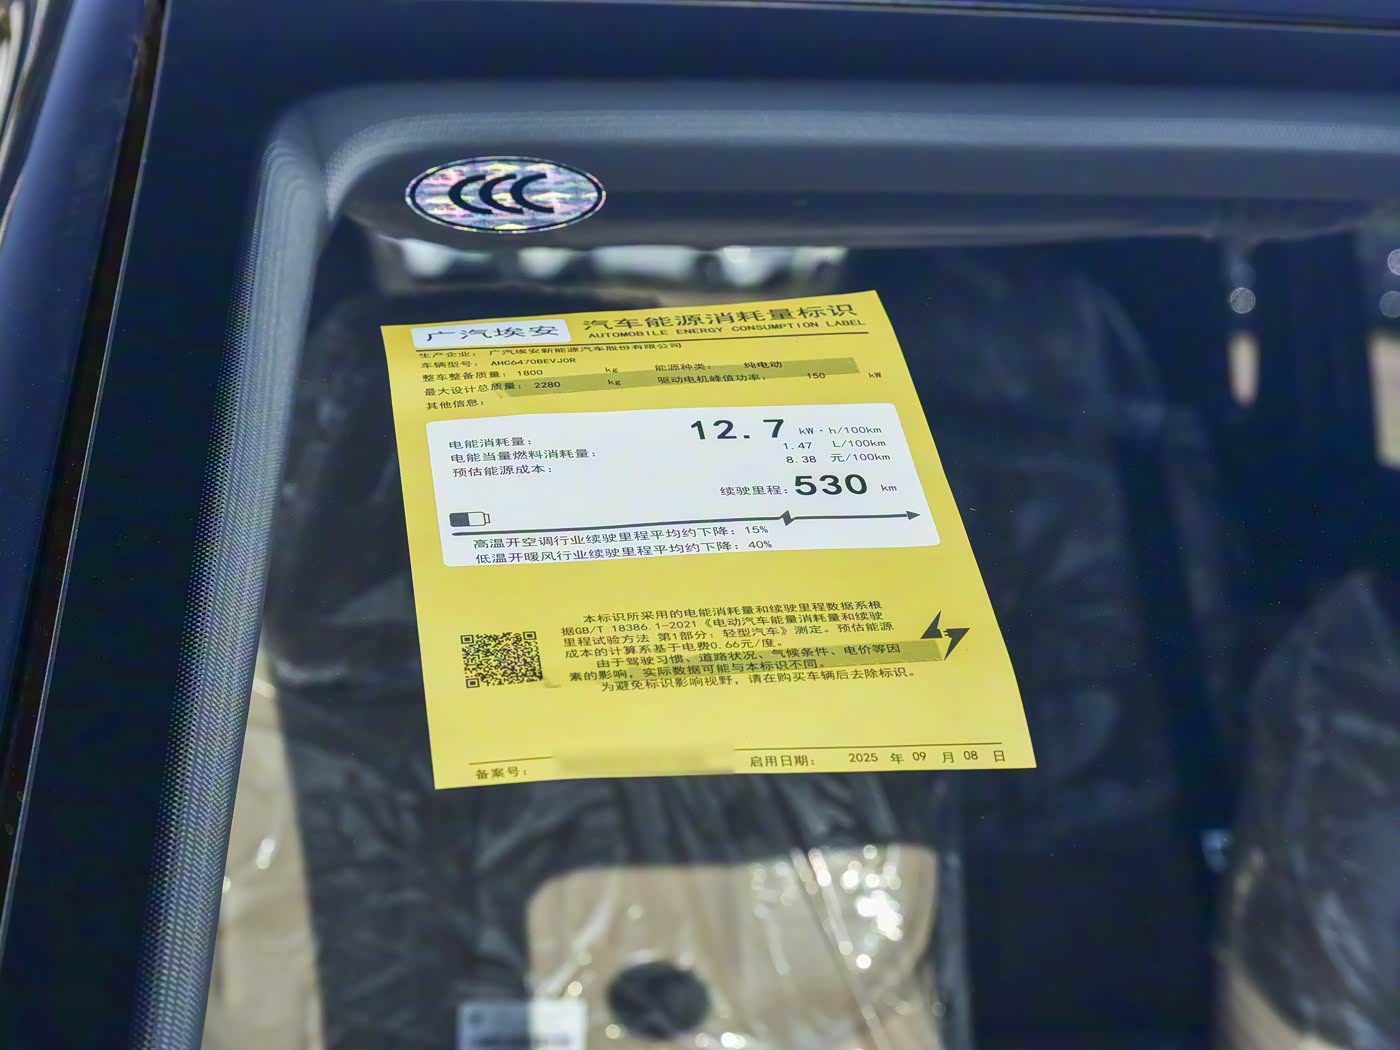 CCC
广汽埃安 汽车能源消耗量标识
AUTOMOBILE ENERGY CONSUMPTION LABEL
生产企业： 广汽埃安新能源汽车股份有限公司
车辆型号： AHC6470BEVJOR
整车整备质量： 1800 kg 能源种类： 纯电动
最大设计总质量： 2280 kg 驱动电机峰值功率： 150 kW
其他信息：
电能消耗量： 12.7 kW·h/100km
电能当量燃料消耗量： 1.47 L/100km
预估能源成本： 8.38 元/100km
续驶里程：530 km
高温开空调行业续驶里程平均约下降： 15%
低温开暖风行业续驶里程平均约下降： 40%
本标识所采用的电能消耗量和续驶里程数据系根
据GB/T 18386.1-2021《电动汽车能量消耗量和续驶
里程试验方法 第1部分：轻型汽车》测定。预估能源
成本的计算系基于电费0.66元/度。
由于驾驶习惯、道路状况、气候条件、电价等因
素的影响，实际数据可能与本标识不同。
为避免标识影响视野，请在购买车辆后去除标识。
备案号： 启用日期： 2025 年 09 月 08 日